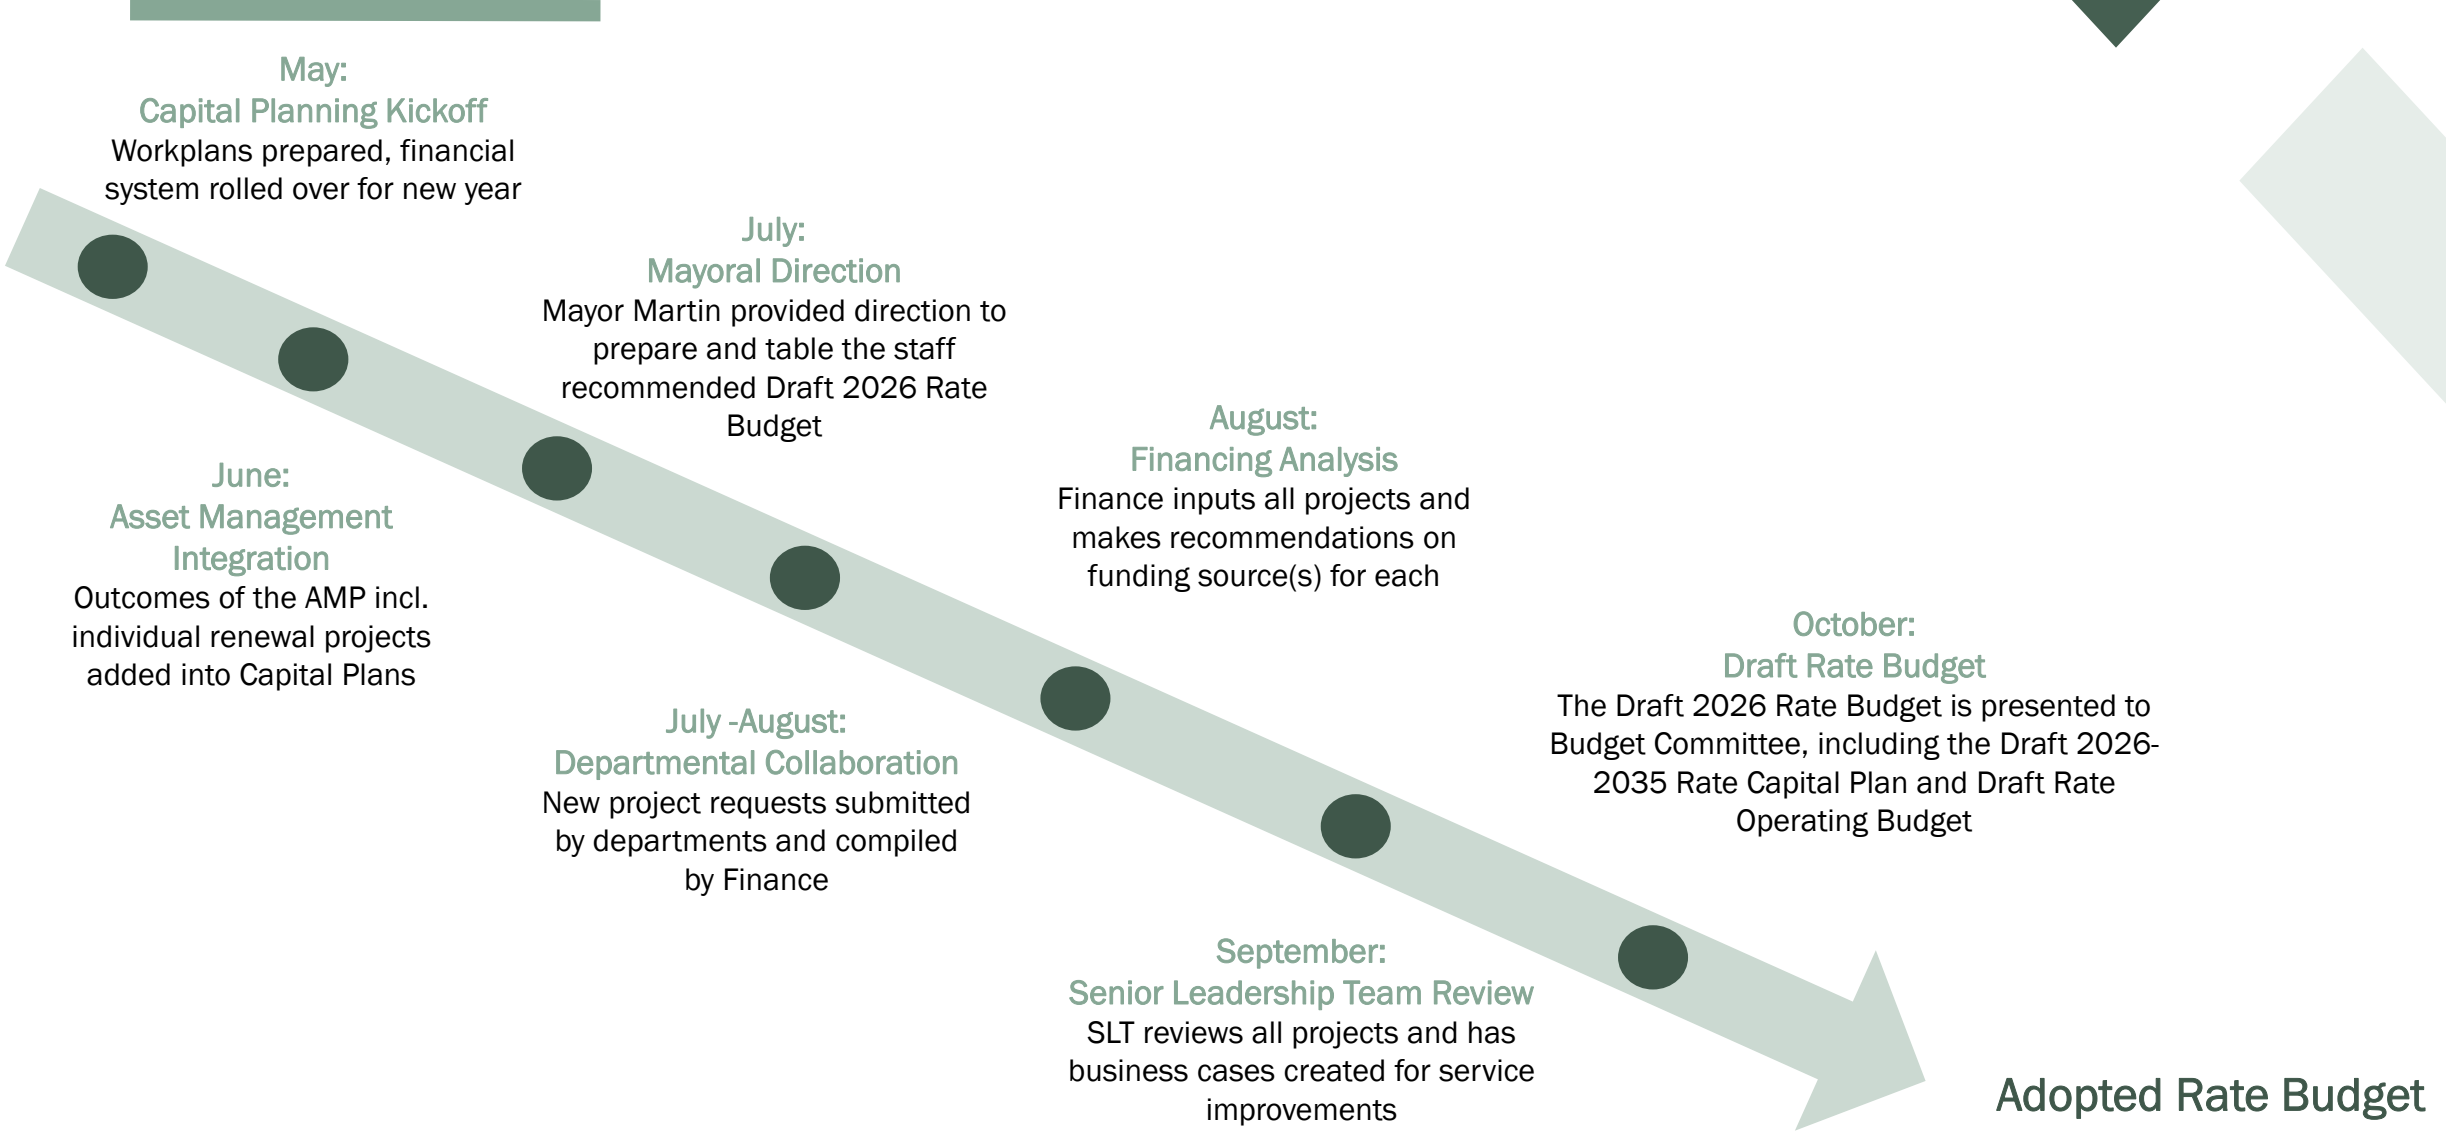 May:
Capital Planning Kickoff
Workplans prepared, financial
system rolled over for new year
June:
Asset Management
Integration
Outcomes of the AMP incl.
individual renewal projects
added into Capital Plans
July:
Mayoral Direction
Mayor Martin provided direction to
prepare and table the staff
recommended Draft 2026 Rate
Budget
July -August:
Departmental Collaboration
New project requests submitted
by departments and compiled
by Finance
August:
Financing Analysis
Finance inputs all projects and
makes recommendations on
funding source(s) for each
September:
Senior Leadership Team Review
SLT reviews all projects and has
business cases created for service
improvements
October:
Draft Rate Budget
The Draft 2026 Rate Budget is presented to
Budget Committee, including the Draft 2026-
2035 Rate Capital Plan and Draft Rate
Operating Budget
Adopted Rate Budget